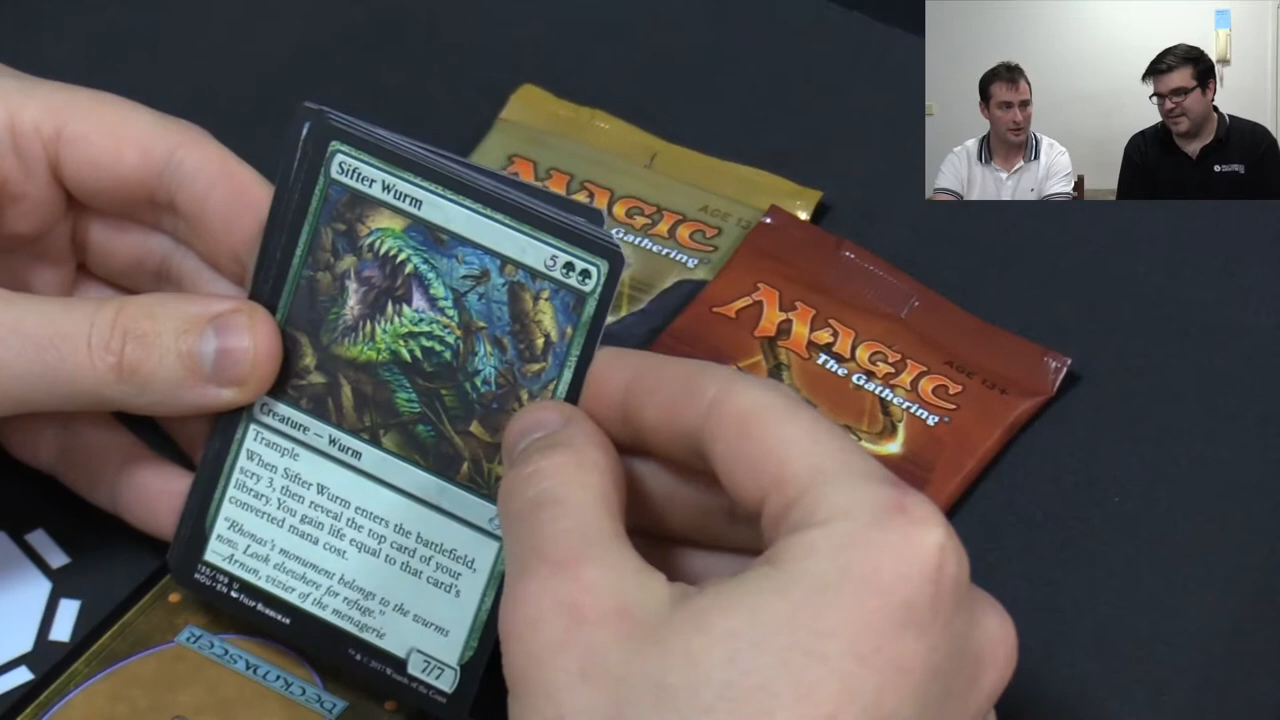 Sifter Wurm
5
Creature — Wurm
Trample
When Sifter Wurm enters the battlefield,
scry 3, then reveal the top card of your
library. You gain life equal to that card's
converted mana cost.
"Rhonas's monument belongs to the wurms
now. Look elsewhere for refuge."
—Arnun, vizier of the menagerie
7/7
135/199 U
HOU • EN Filip Burburan
™ & © 2017 Wizards of the Coast
DECKMASTER
MAGIC
Gathering
AGE 13
MAGIC
The Gathering
AGE 13+